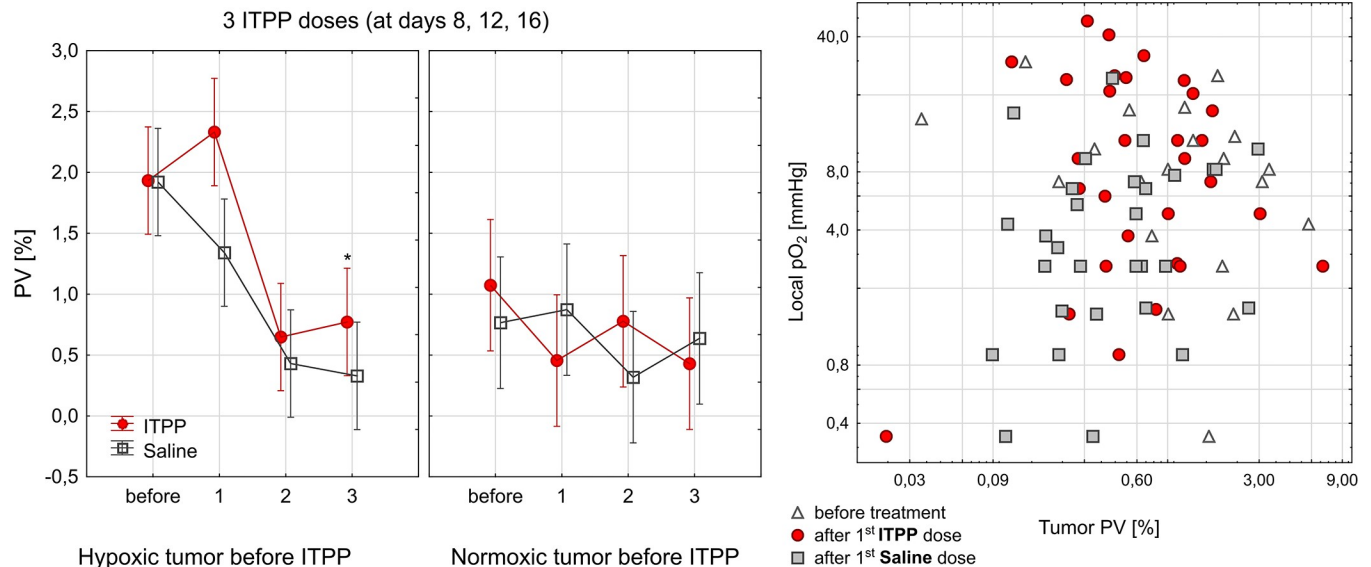 3 ITPP doses (at days 8, 12, 16)
PV [%]
3,0
2,5
2,0
1,5
1,0
0,5
0,0
-0,5
*
ITPP
Saline
before 1 2 3
before 1 2 3
Hypoxic tumor before ITPP
Normoxic tumor before ITPP
Local pO2 [mmHg]
40,0
8,0
4,0
0,8
0,4
0,03 0,09 0,60 3,00 9,00
Tumor PV [%]
before treatment
after 1st ITPP dose
after 1st Saline dose